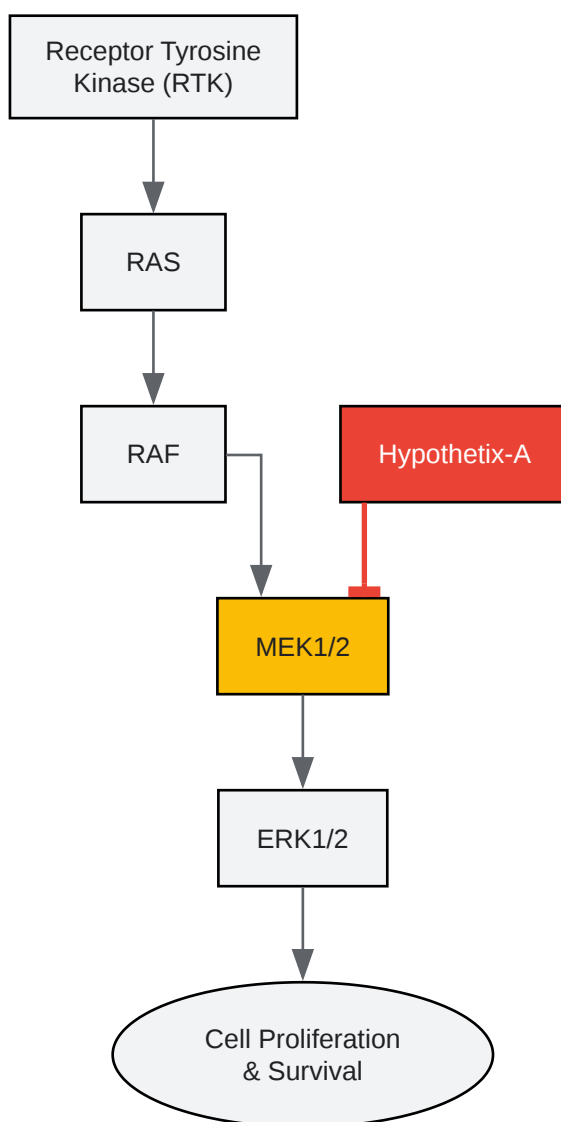 Receptor Tyrosine
Kinase (RTK)
RAS
RAF
Hypothetix-A
MEK1/2
ERK1/2
Cell Proliferation
& Survival